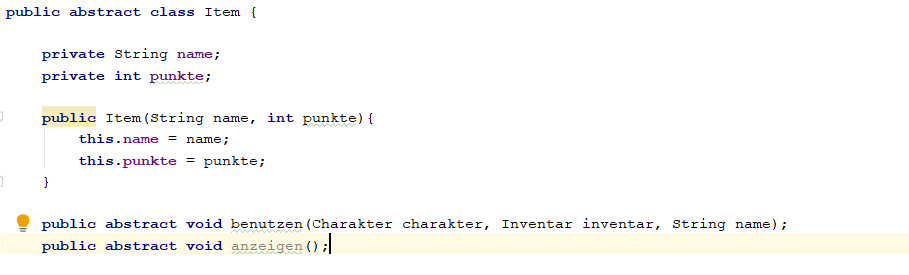 public abstract class Item {
private String name;
private int punkte;
public Item(String name, int punkte){
this.name = name;
this.punkte = punkte;
}
public abstract void benutzen(Charakter charakter, Inventar inventar, String name);
public abstract void anzeigen();